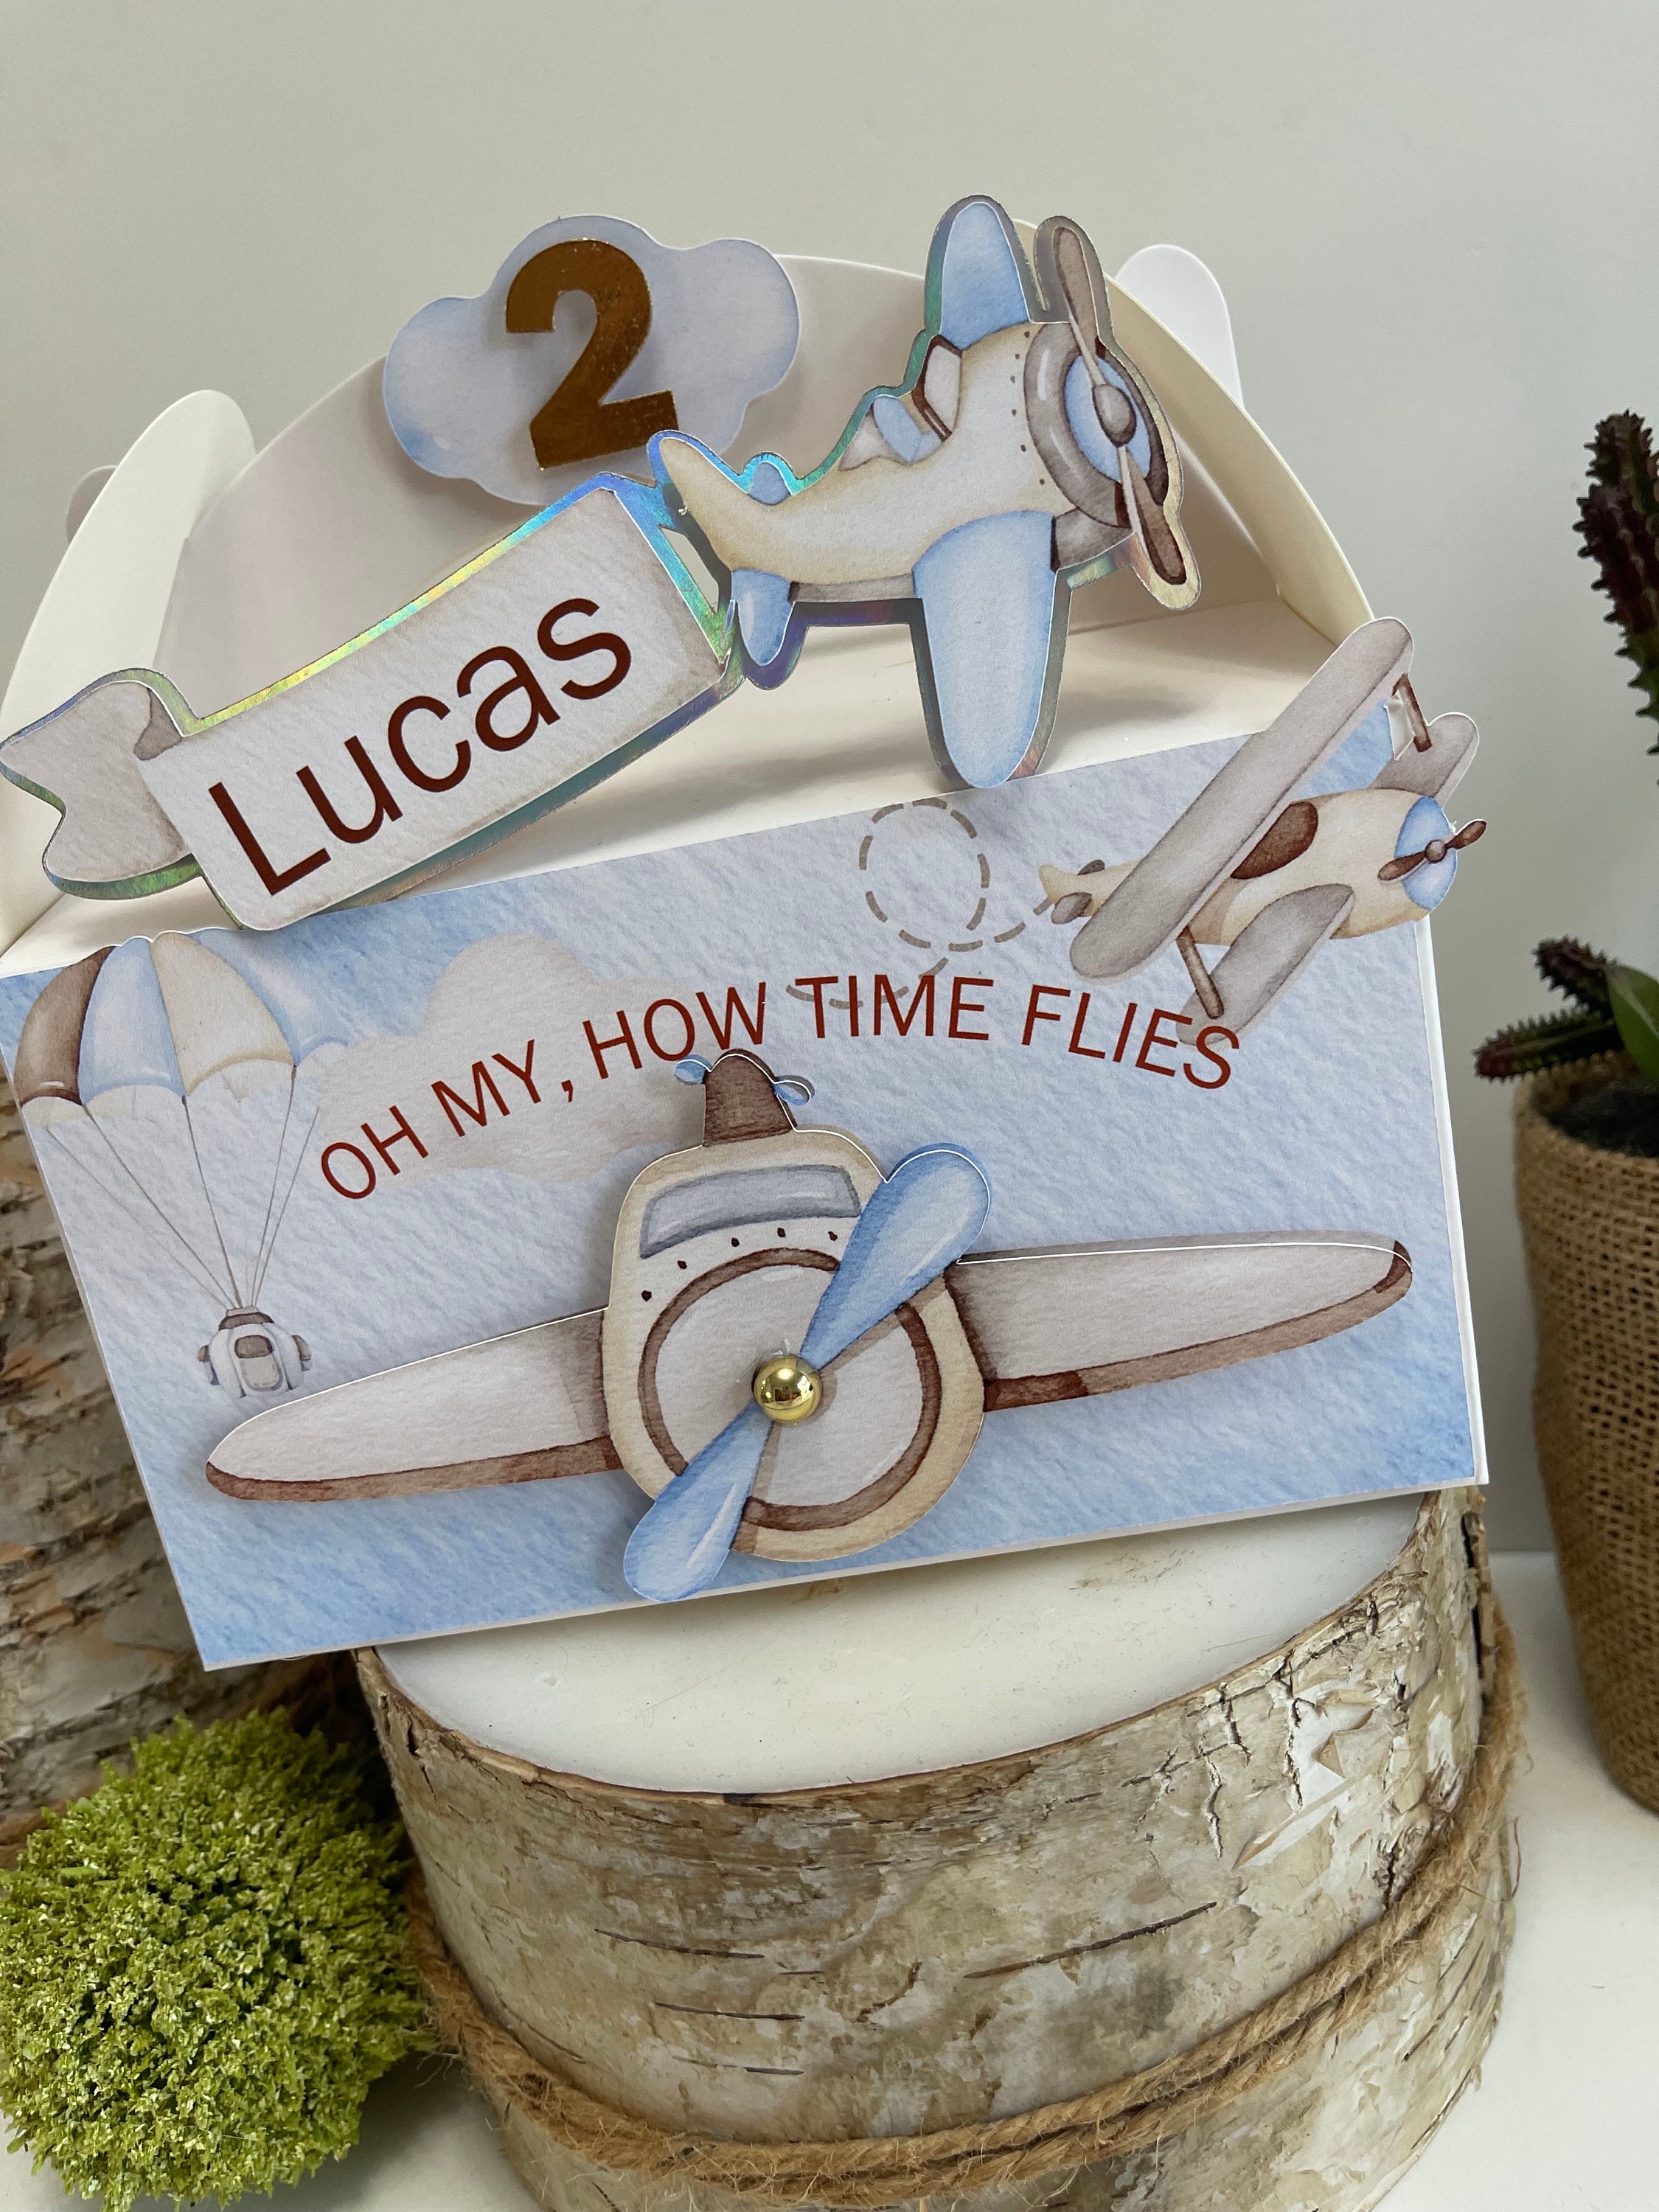 2
Lucas
OH MY, HOW TIME FLIES